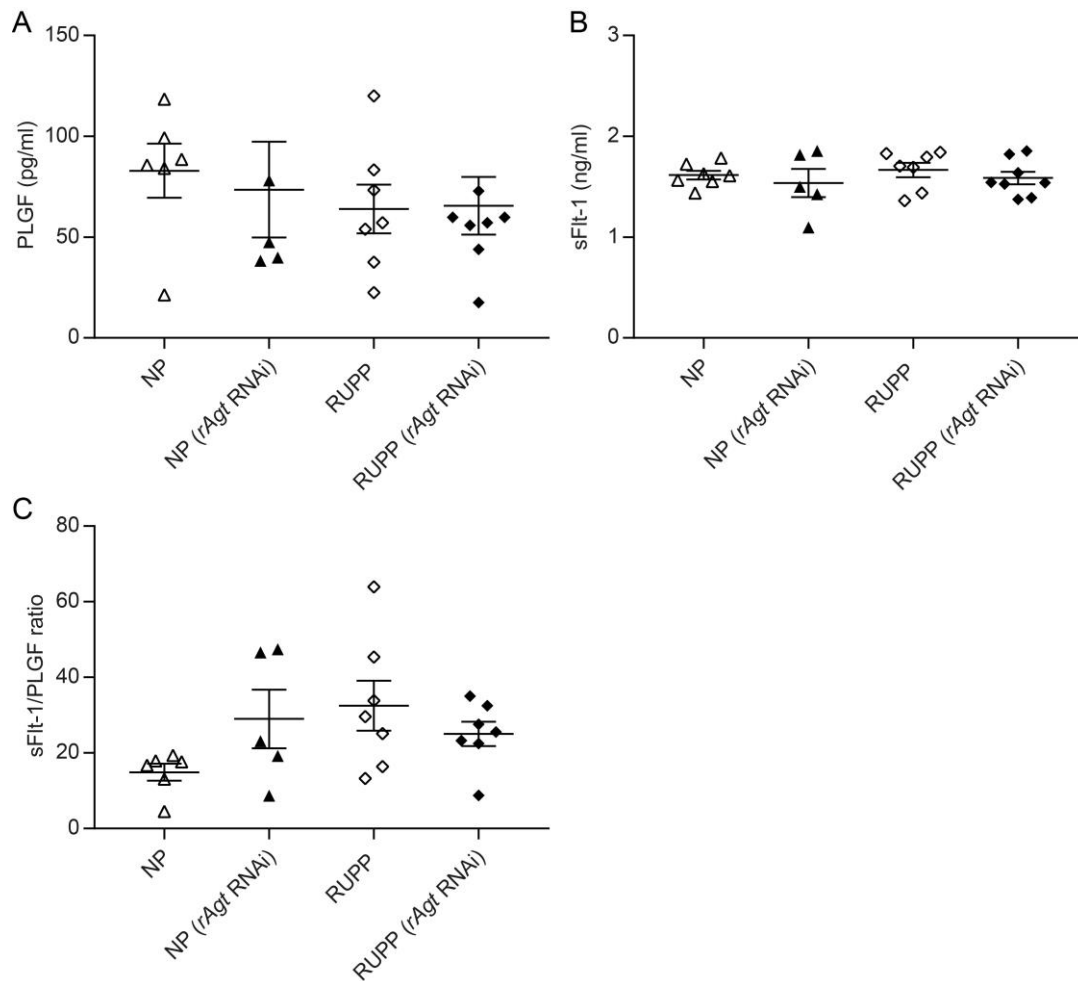 A
PLGF (pg/ml)
150
100
50
0
NP
NP (rAgt RNAi)
RUPP
RUPP (rAgt RNAi)
B
sFlt-1 (ng/ml)
3
2
1
0
NP
NP (rAgt RNAi)
RUPP
RUPP (rAgt RNAi)
C
sFlt-1/PLGF ratio
80
60
40
20
0
NP
NP (rAgt RNAi)
RUPP
RUPP (rAgt RNAi)